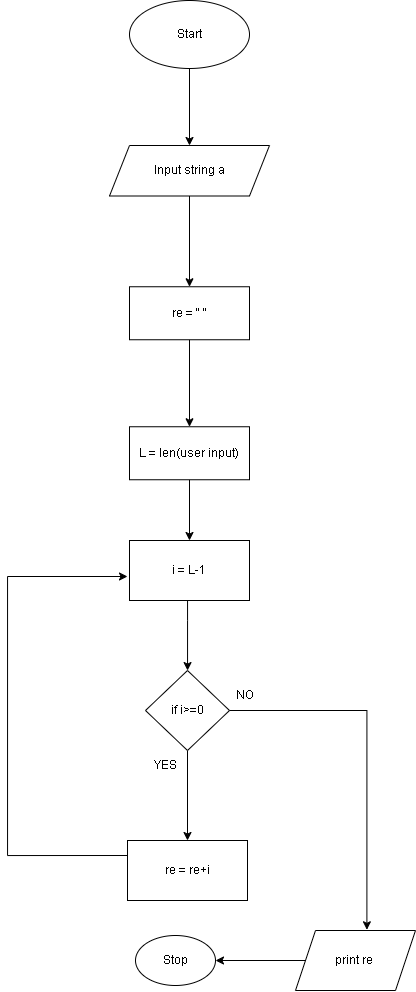 Start
Input string a
re = " "
L = len(user input)
i = L-1
if i>=0
NO
YES
re = re+i
print re
Stop